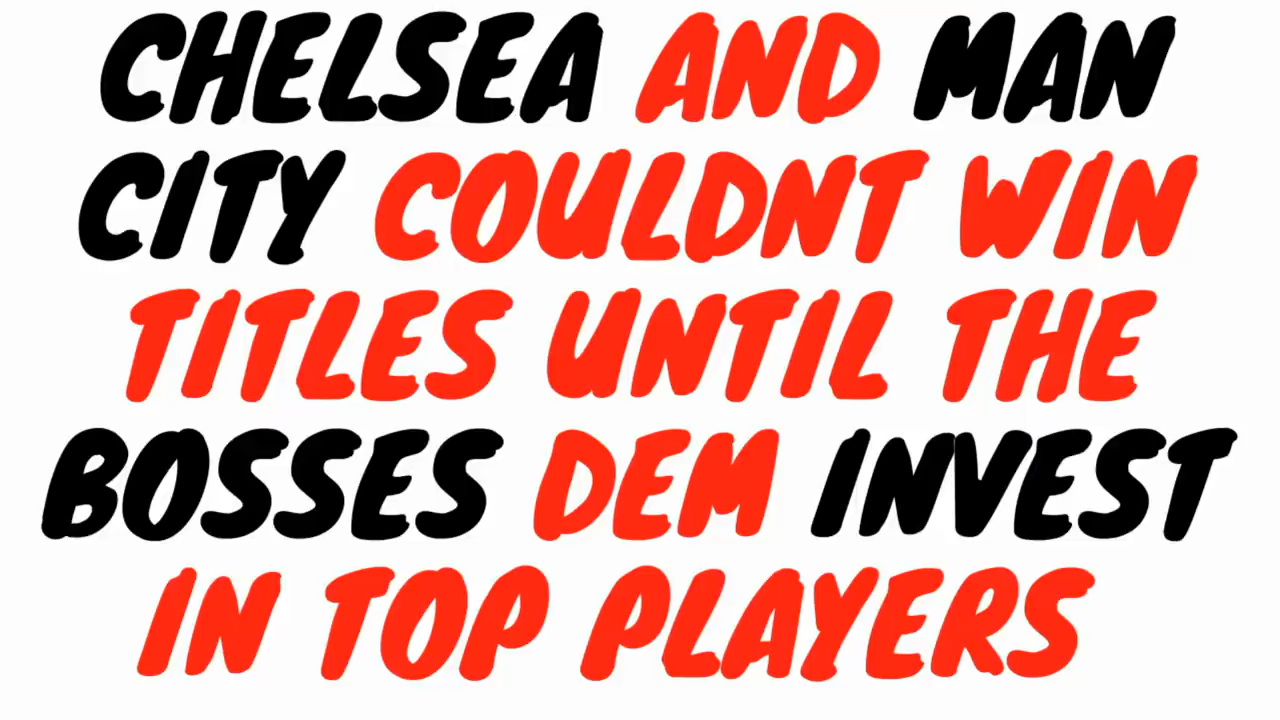 CHELSEA AND MAN
CITY COULDNT WIN
TITLES UNTIL THE
BOSSES DEM INVEST
IN TOP PLAYERS